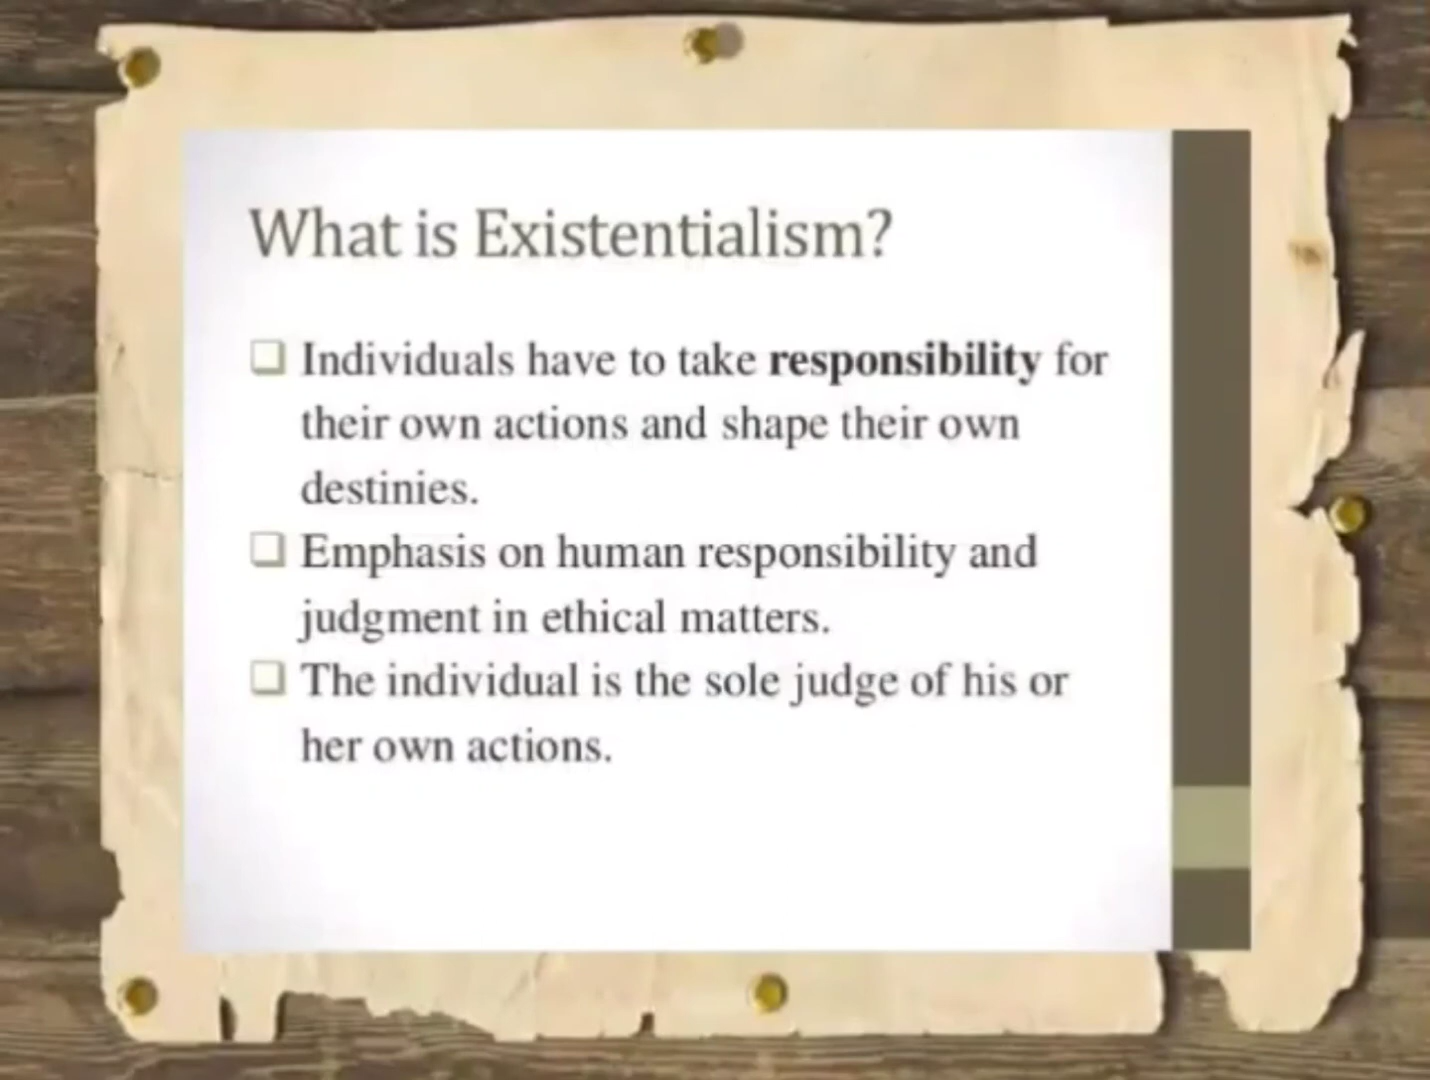 What is Existentialism?
Individuals have to take responsibility for
their own actions and shape their own
destinies.
Emphasis on human responsibility and
judgment in ethical matters.
The individual is the sole judge of his or
her own actions.